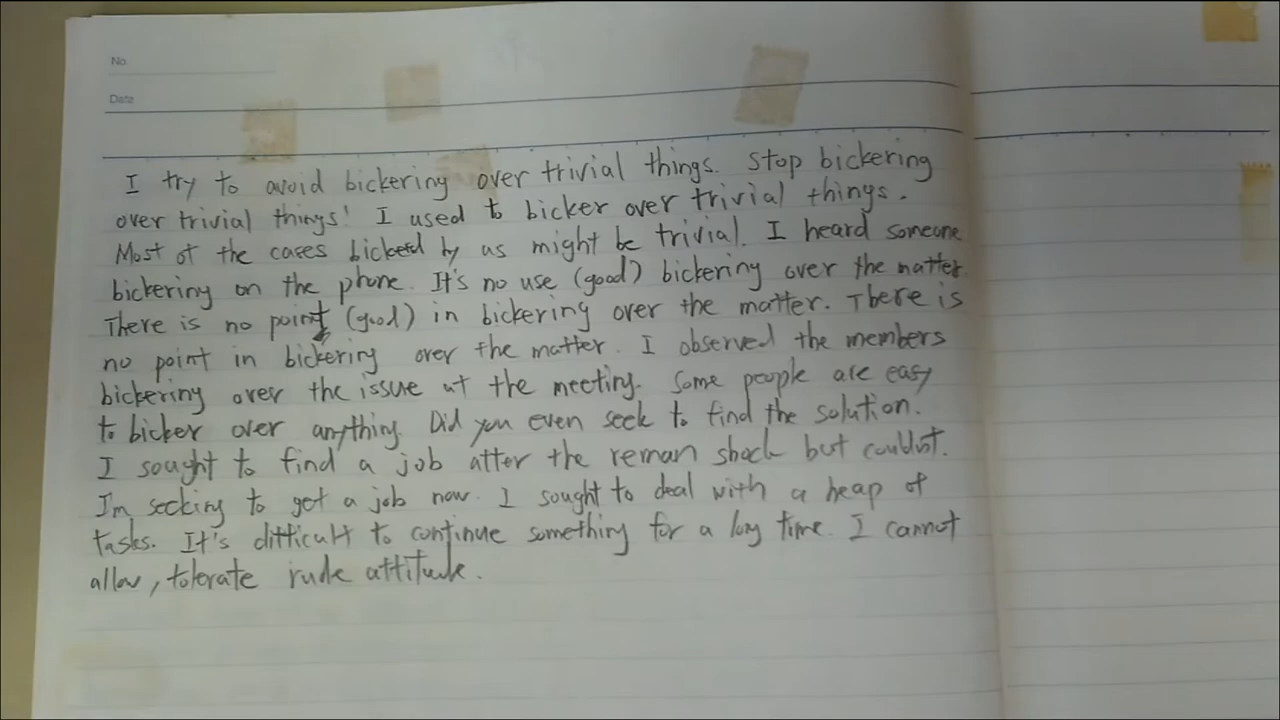 No.
Date
I try to avoid bickering over trivial things. Stop bickering
over trivial things! I used to bicker over trivial things.
Most of the cases bickered by us might be trivial. I heard someone
bickering on the phone. It's no use (good) bickering over the matter.
There is no point (good) in bickering over the matter. There is
no point in bickering over the matter. I observed the members
bickering over the issue at the meeting. Some people are easy
to bicker over anything. Did you even seek to find the solution.
I sought to find a job after the reman shock but couldnt.
I'm seeking to get a job now. I sought to deal with a heap of
tasks. It's difficult to continue something for a long time. I cannot
allow, tolerate rude attitude.